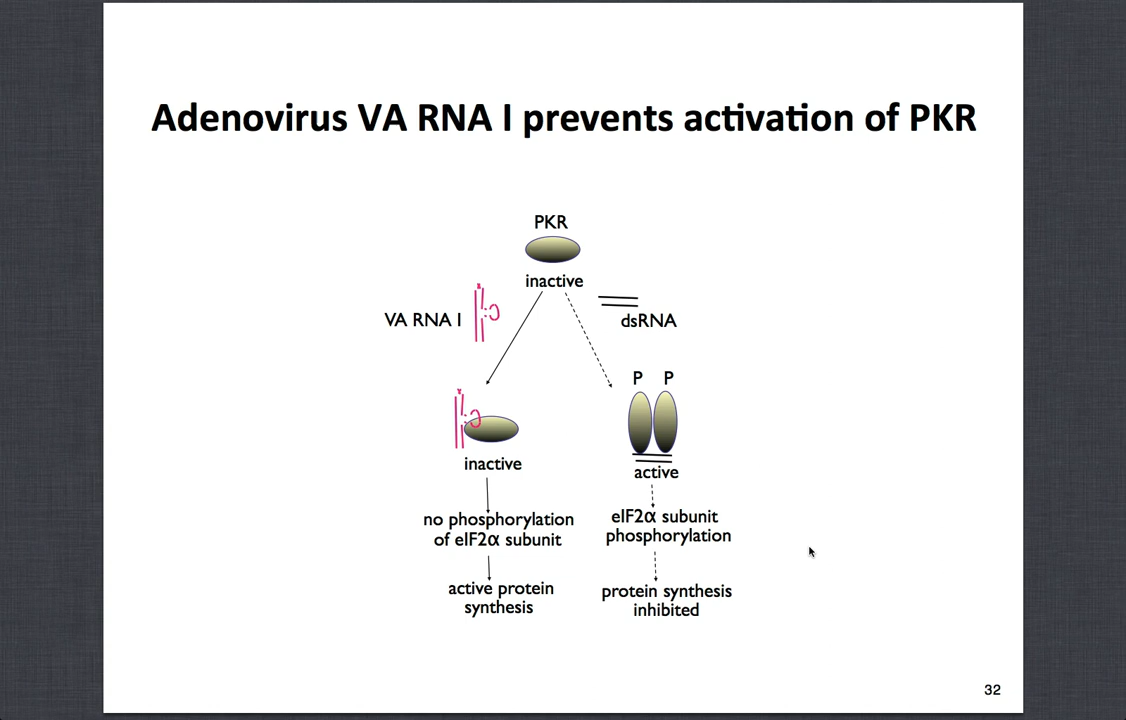 Adenovirus VA RNA I prevents activation of PKR
PKR
inactive
VA RNA I
dsRNA
P P
inactive
active
no phosphorylation
of eIF2α subunit
eIF2α subunit
phosphorylation
active protein
synthesis
protein synthesis
inhibited
32